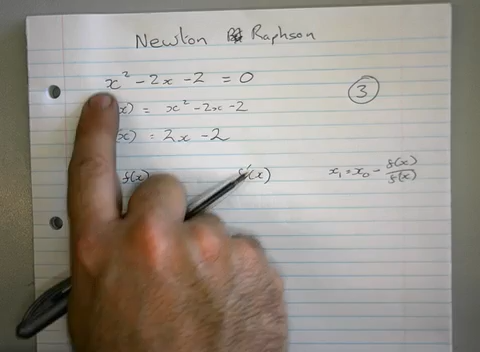 Newton Raphson
x² - 2x - 2 = 0
x) = x² - 2x - 2
③
x) = 2x - 2
f(x) f'(x) x₁ = x₀ - f(x)/f(x)